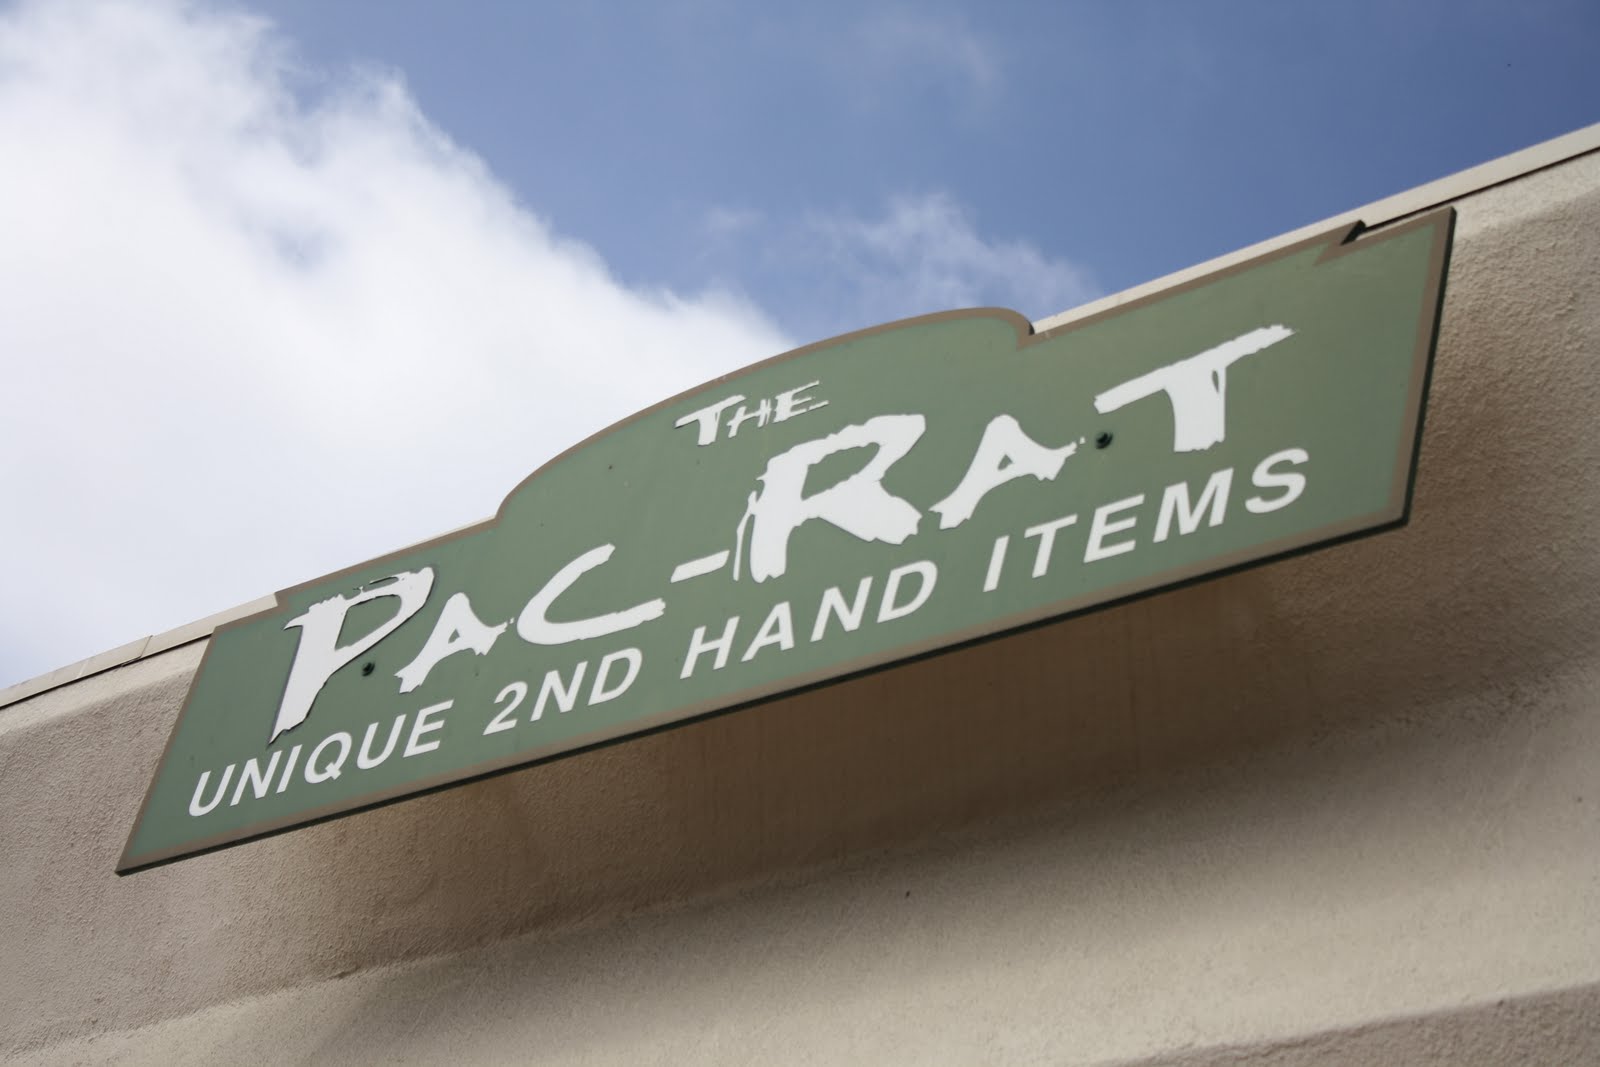 THE
PAC-RAT
UNIQUE 2ND HAND ITEMS